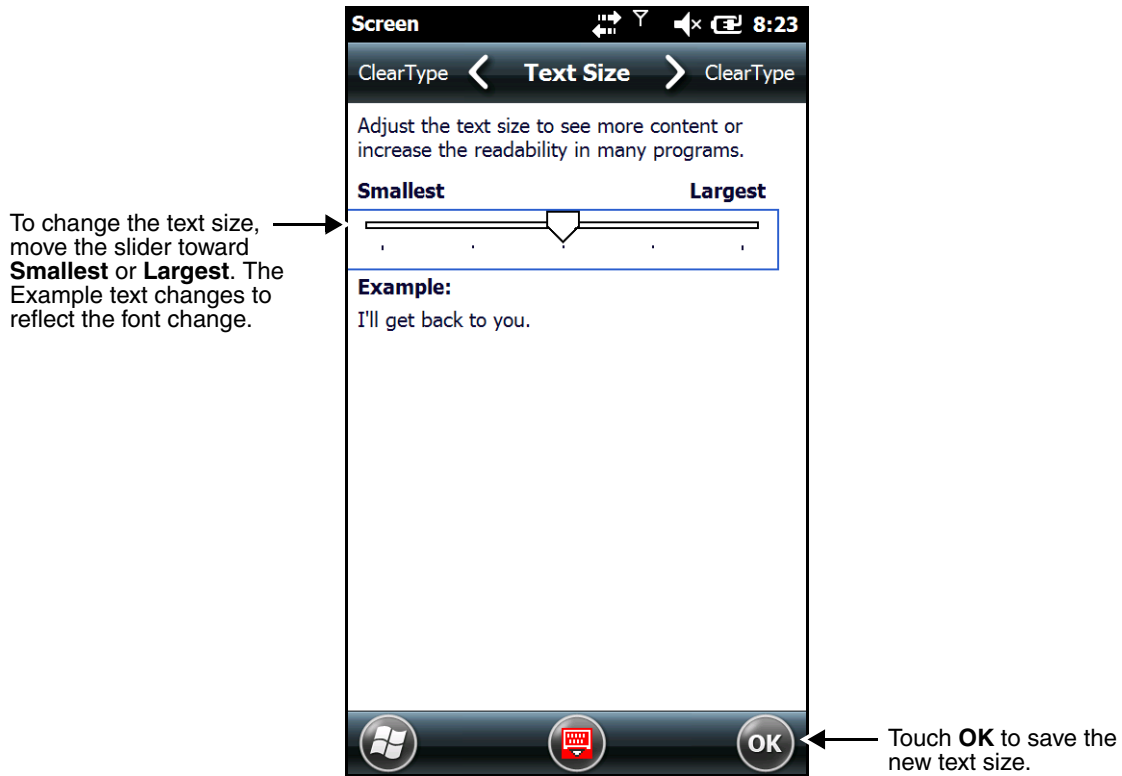 Screen
8:23
ClearType
Text Size
ClearType
Adjust the text size to see more content or
increase the readability in many programs.
Smallest
Largest
To change the text size,
move the slider toward
Smallest or Largest. The
Example text changes to
reflect the font change.
Example:
I'll get back to you.
OK
Touch OK to save the
new text size.